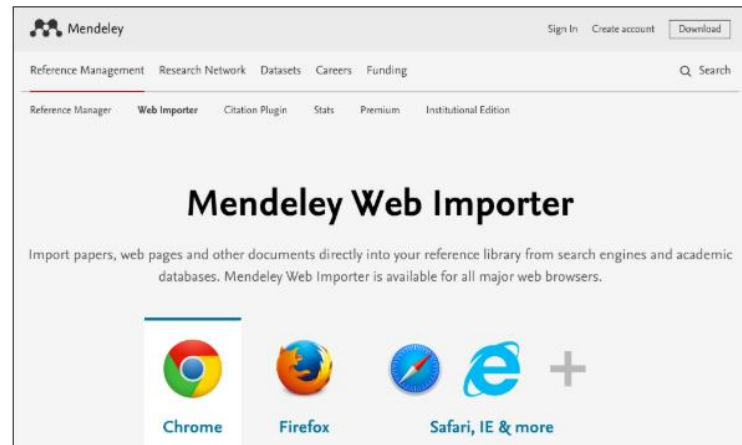 Mendeley
Sign In Create account Download
Reference Management Research Network Datasets Careers Funding
Search
Reference Manager Web Importer Citation Plugin Stats Premium Institutional Edition
Mendeley Web Importer
Import papers, web pages and other documents directly into your reference library from search engines and academic
databases. Mendeley Web Importer is available for all major web browsers.
Chrome Firefox Safari, IE & more